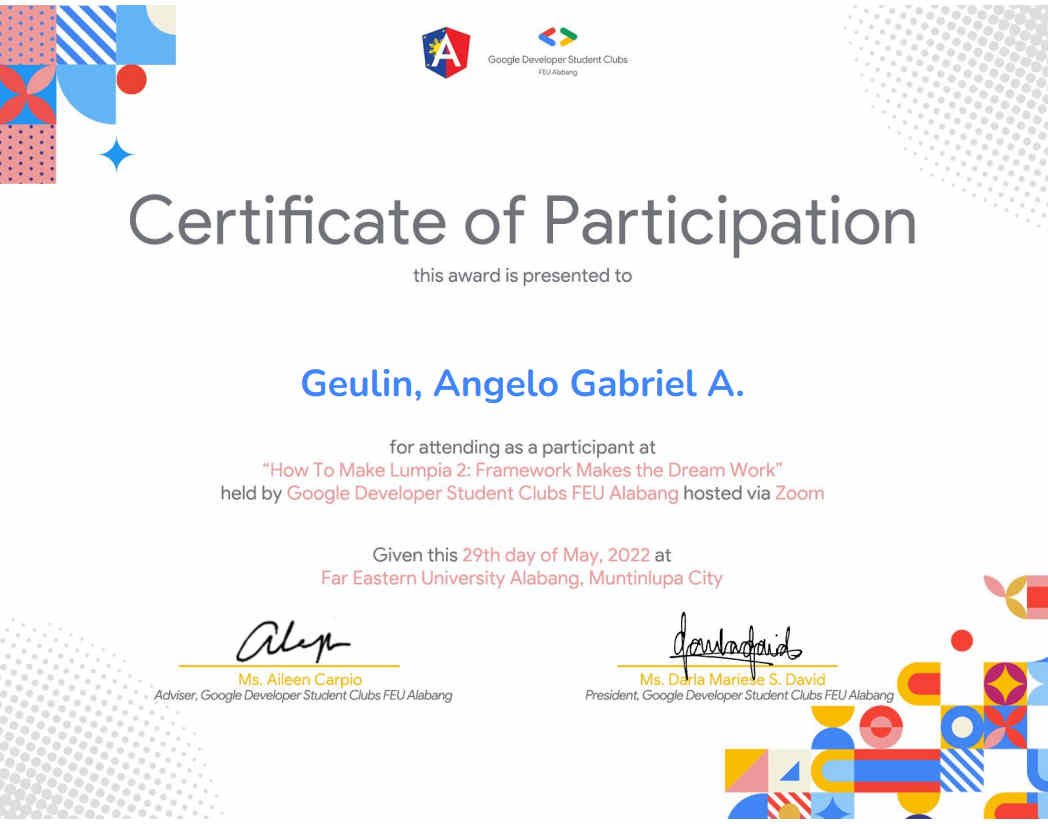 A
Google Developer Student Clubs
FEU Alabang
Certificate of Participation
this award is presented to
Geulin, Angelo Gabriel A.
for attending as a participant at
“How To Make Lumpia 2: Framework Makes the Dream Work”
held by Google Developer Student Clubs FEU Alabang hosted via Zoom
Given this 29th day of May, 2022 at
Far Eastern University Alabang, Muntinlupa City
Ms. Aileen Carpio
Adviser, Google Developer Student Clubs FEU Alabang
Ms. Darla Mariese S. David
President, Google Developer Student Clubs FEU Alabang